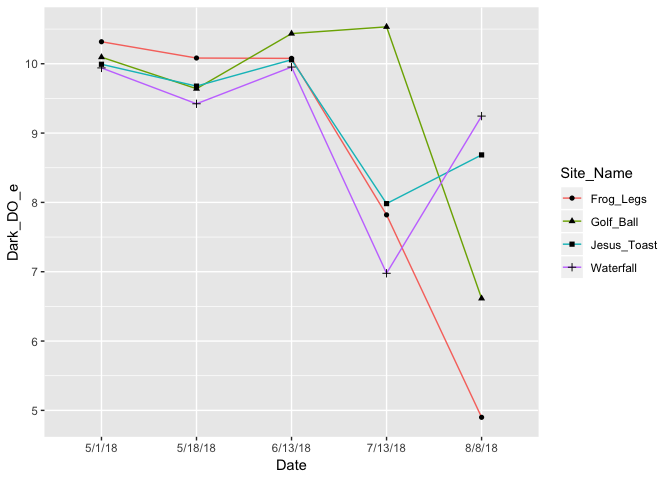 Dark_DO_e
10
9
8
7
6
5
5/1/18
5/18/18
6/13/18
7/13/18
8/8/18
Date
Site_Name
Frog_Legs
Golf_Ball
Jesus_Toast
Waterfall